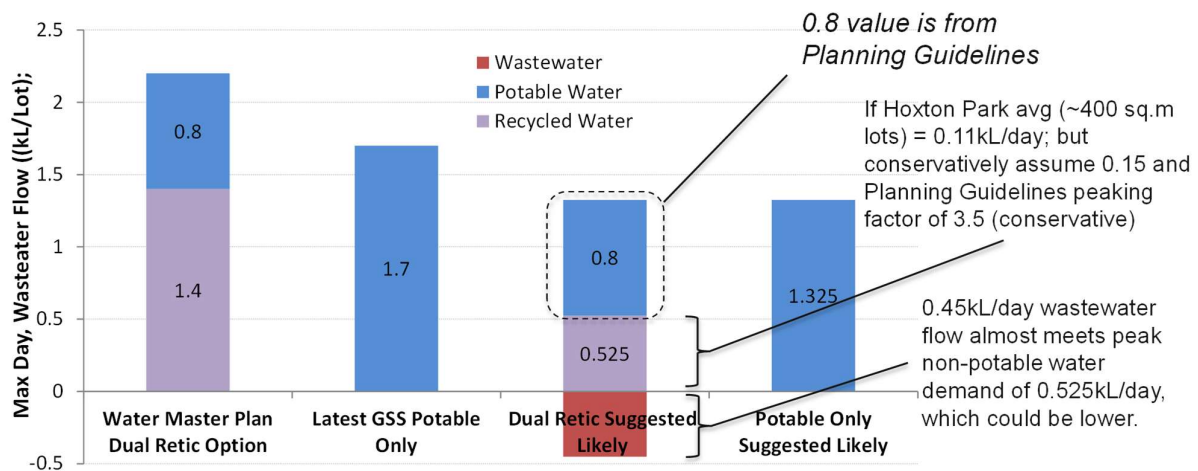 Max Day, Wasteater Flow ((kL/Lot);
2.5
2
1.5
1
0.5
0
-0.5
Wastewater
Potable Water
Recycled Water
0.8
1.4
1.7
0.8
0.525
1.325
Water Master Plan
Dual Retic Option
Latest GSS Potable
Only
Dual Retic Suggested
Likely
Potable Only
Suggested Likely
0.8 value is from
Planning Guidelines
If Hoxton Park avg (~400 sq.m
lots) = 0.11kL/day; but
conservatively assume 0.15 and
Planning Guidelines peaking
factor of 3.5 (conservative)
0.45kL/day wastewater
flow almost meets peak
non-potable water
demand of 0.525kL/day,
which could be lower.